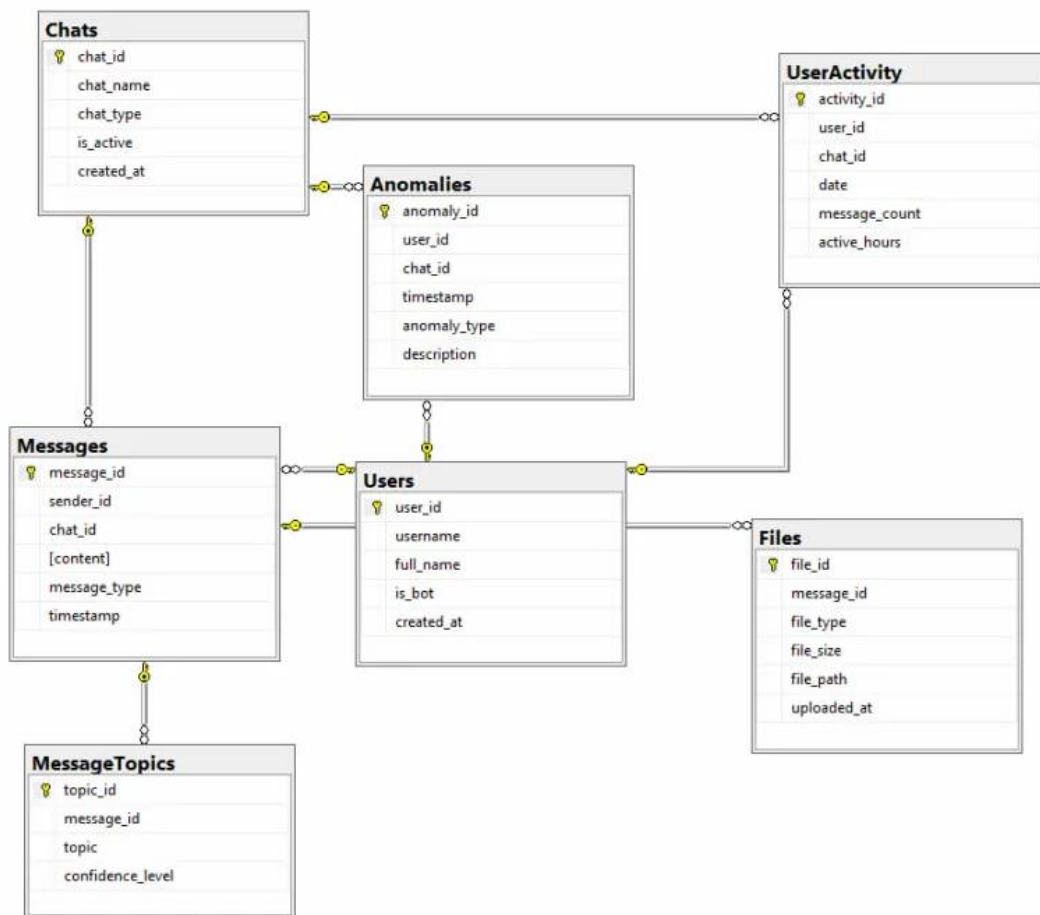 Chats
chat_id
chat_name
chat_type
is_active
created_at
UserActivity
activity_id
user_id
chat_id
date
message_count
active_hours
Anomalies
anomaly_id
user_id
chat_id
timestamp
anomaly_type
description
Messages
message_id
sender_id
chat_id
[content]
message_type
timestamp
Users
user_id
username
full_name
is_bot
created_at
Files
file_id
message_id
file_type
file_size
file_path
uploaded_at
MessageTopics
topic_id
message_id
topic
confidence_level